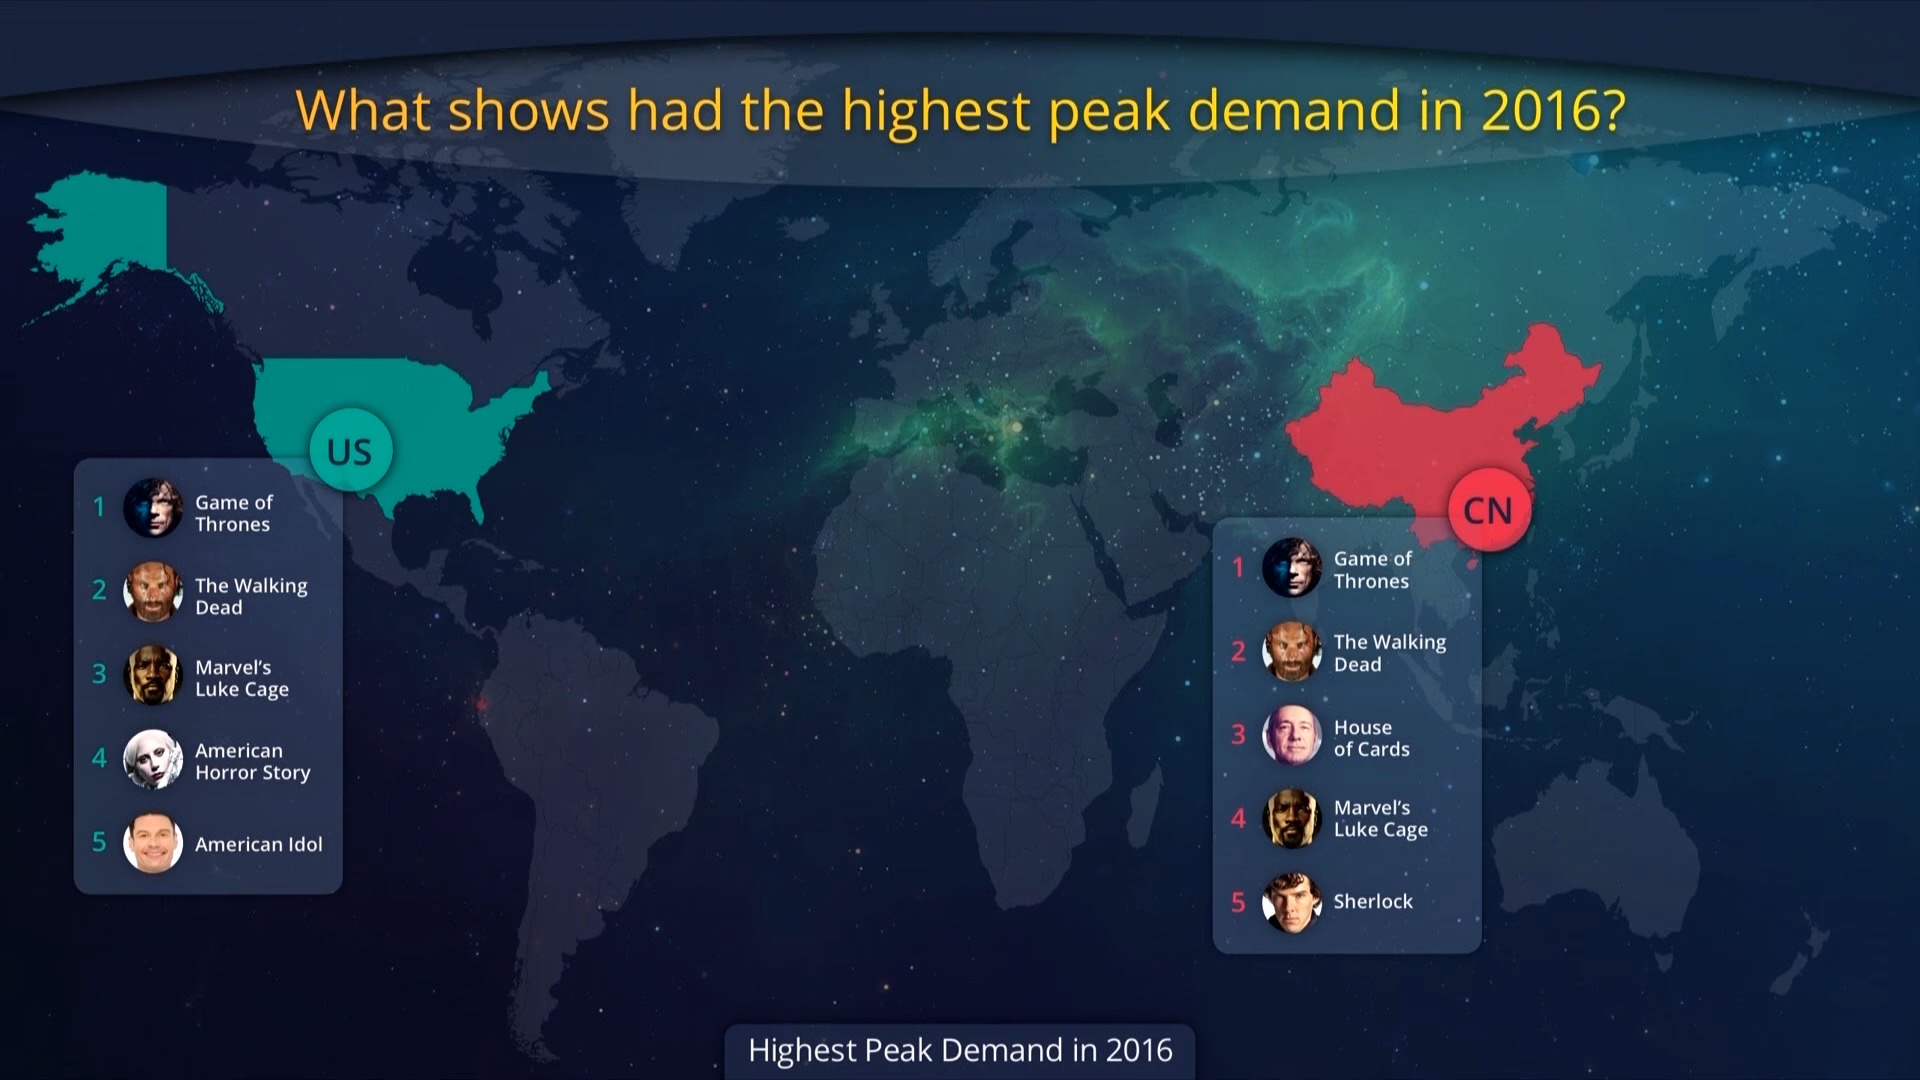 What shows had the highest peak demand in 2016?
US
1
Game of
Thrones
2
The Walking
Dead
3
Marvel’s
Luke Cage
4
American
Horror Story
5
American Idol
CN
1
Game of
Thrones
2
The Walking
Dead
3
House
of Cards
4
Marvel’s
Luke Cage
5
Sherlock
Highest Peak Demand in 2016